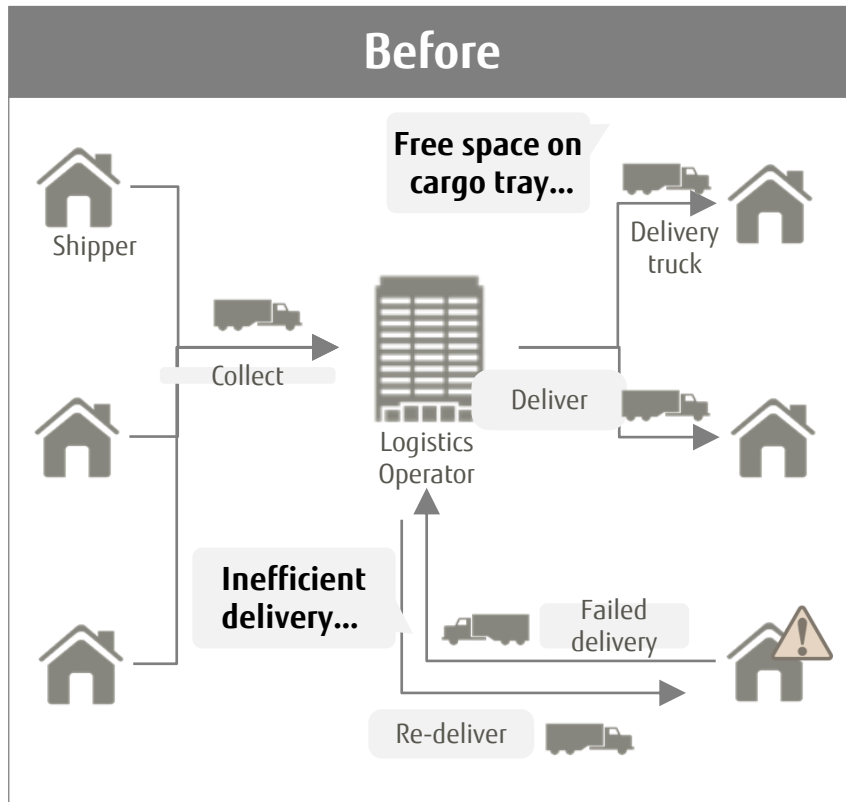 Before
Free space on
cargo tray...
Shipper
Delivery
truck
Collect
Deliver
Logistics
Operator
Inefficient
delivery...
Failed
delivery
Re-deliver